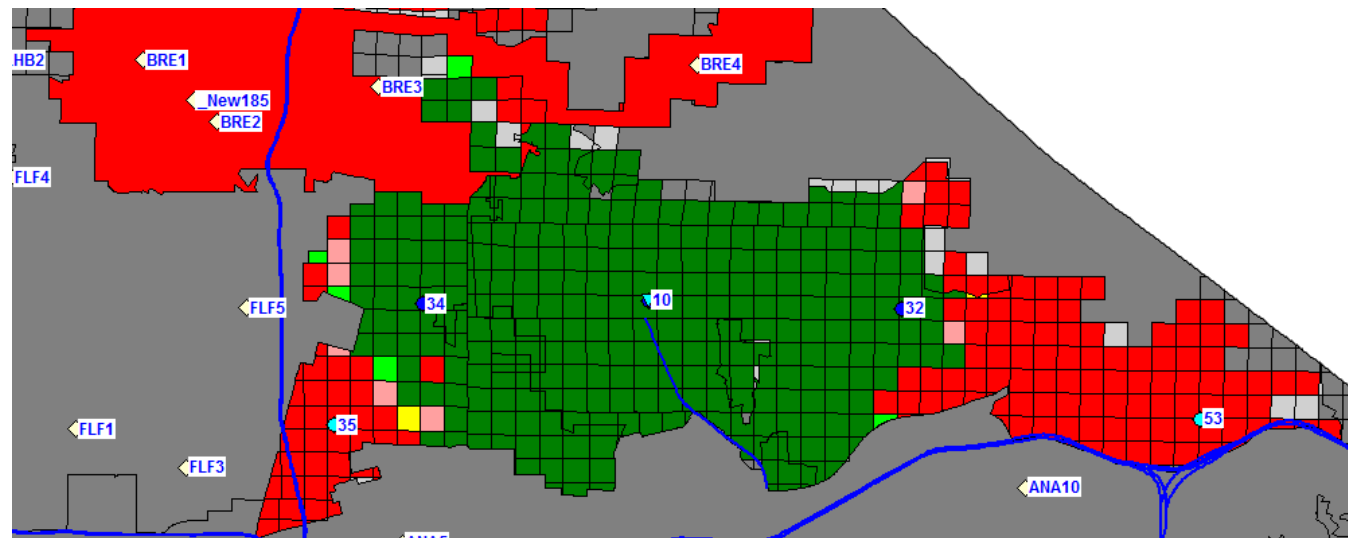 .HB2
BRE1
BRE4
BRE3
_New185
BRE2
FLF4
34
10
32
FLF5
35
53
FLF1
FLF3
ANA10